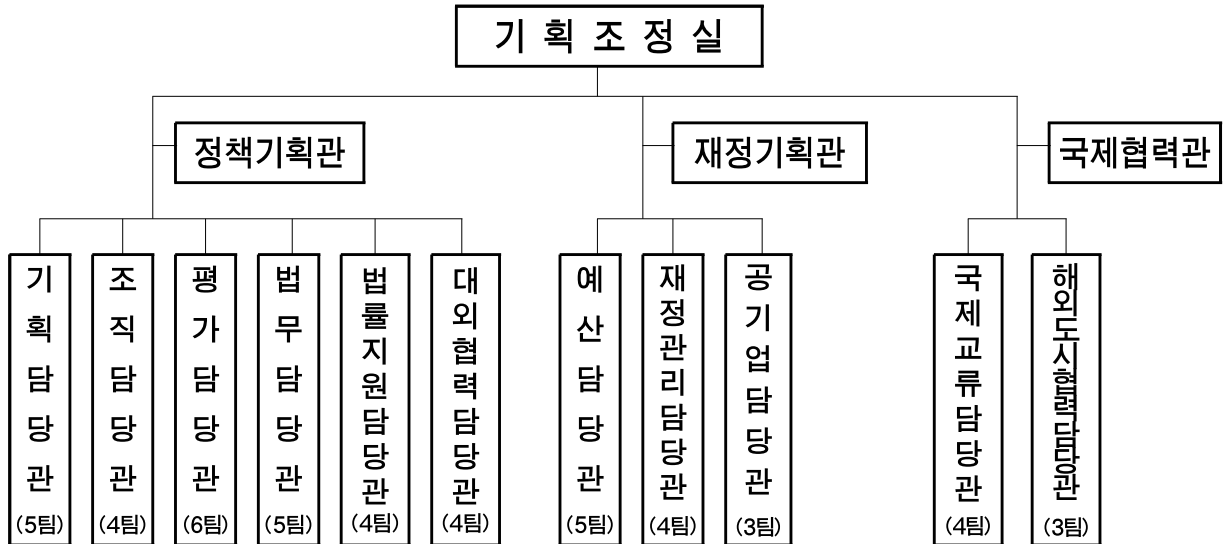 기 획 조 정 실
정책기획관
재정기획관
국제협력관
기획담당관
(5팀)
조직담당관
(4팀)
평가담당관
(6팀)
법무담당관
(5팀)
법률지원담당관
(4팀)
대외협력담당관
(4팀)
예산담당관
(5팀)
재정관리담당관
(4팀)
공기업담당관
(3팀)
국제교류담당관
(4팀)
해외도시협력담당관
(3팀)